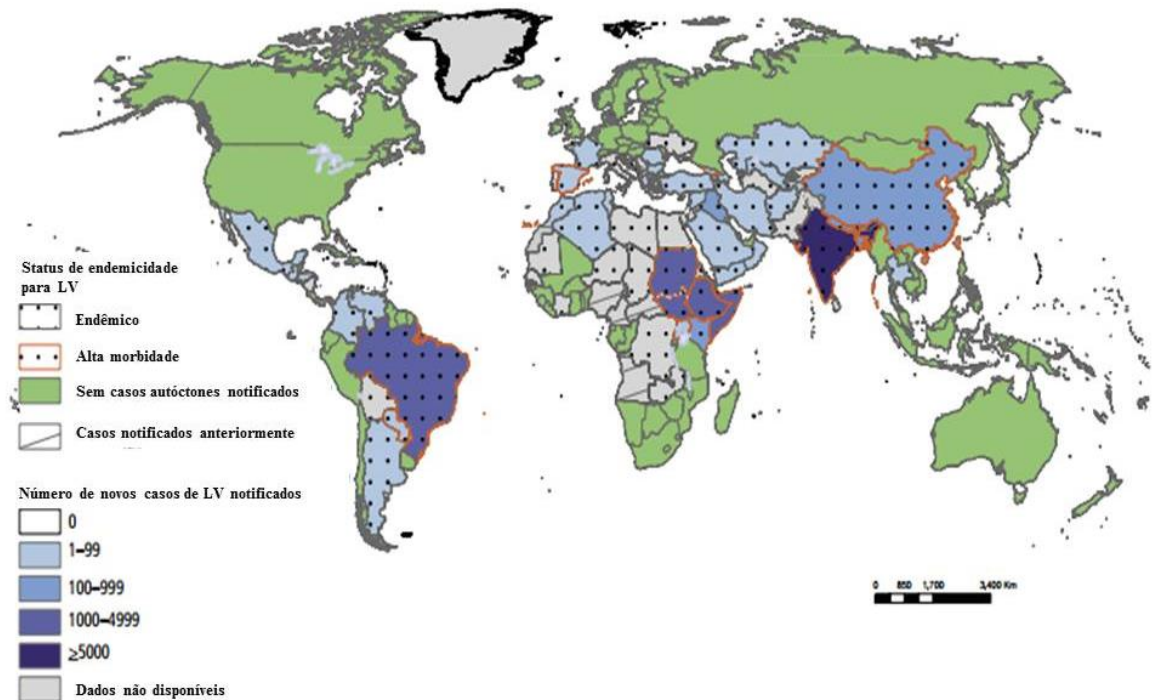 Status de endemicidade
para LV
Endêmico
Alta morbidade
Sem casos autóctones notificados
Casos notificados anteriormente
Número de novos casos de LV notificados
0
1–99
100–999
1000–4999
≥5000
Dados não disponíveis
0 850 1,700 3,400 Km